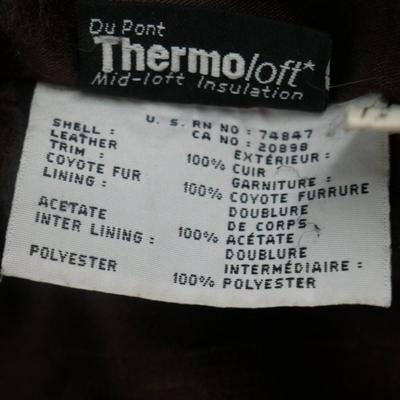 Du Pont
Thermoloft*
Mid-loft Insulation
U. S. RN NO : 74847
CA NO : 20898
SHELL :
LEATHER
TRIM :
COYOTE FUR
LINING :
ACETATE
INTER LINING :
POLYESTER
EXTÉRIEUR :
100% CUIR
GARNITURE :
100% COYOTE FURRURE
DOUBLURE
DE CORPS :
100% ACÉTATE
DOUBLURE
INTERMÉDIAIRE :
100% POLYESTER